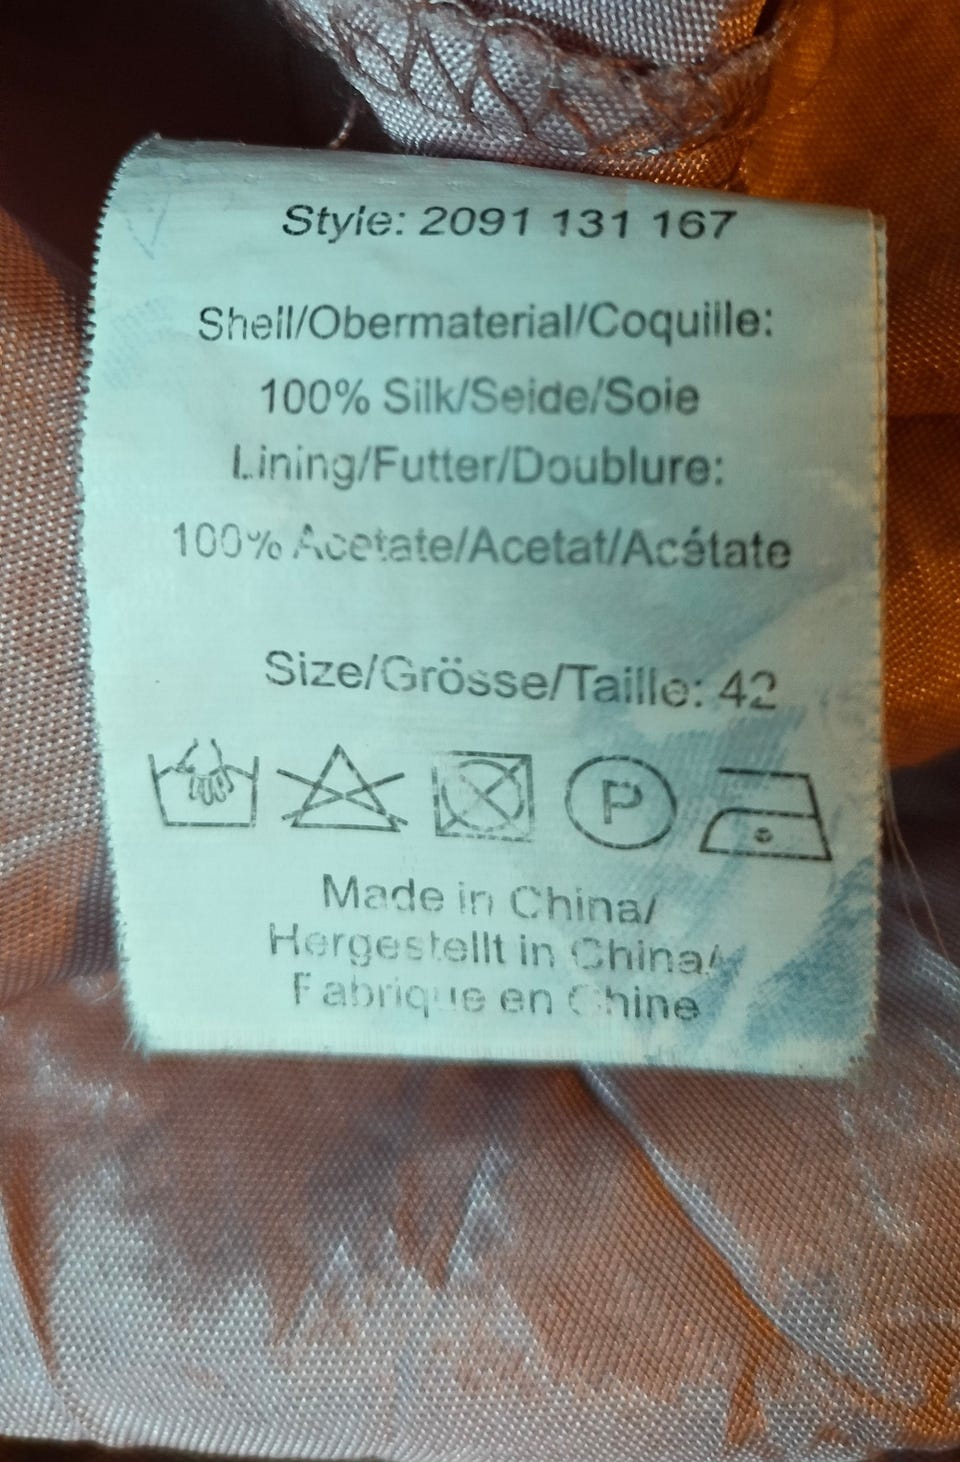 Style: 2091 131 167
Shell/Obermaterial/Coquille:
100% Silk/Seide/Soie
Lining/Futter/Doublure:
100% Acetate/Acetat/Acétate
Size/Grösse/Taille: 42
P
Made in China/
Hergestellt in China/
Fabrique en Chine